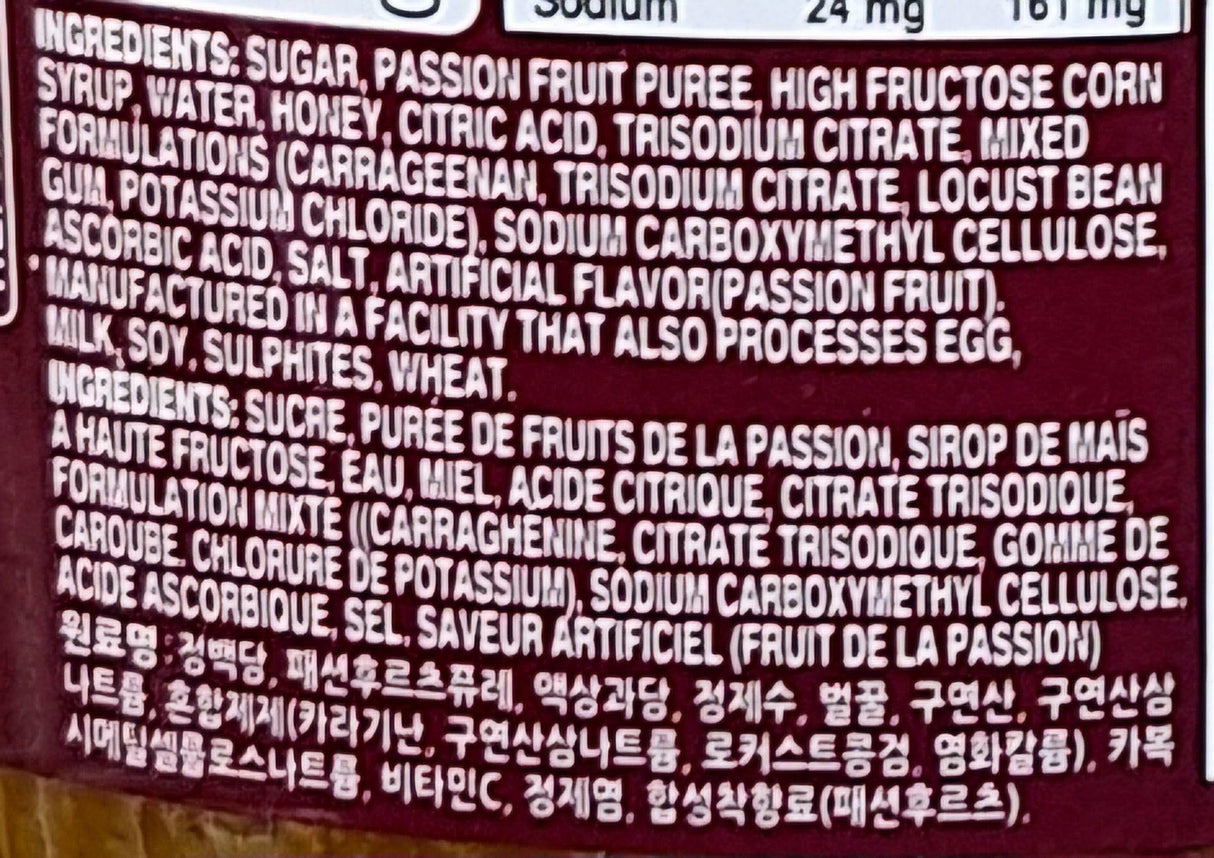 Sodium 24 mg 161 mg
INGREDIENTS: SUGAR, PASSION FRUIT PUREE, HIGH FRUCTOSE CORN
SYRUP, WATER, HONEY, CITRIC ACID, TRISODIUM CITRATE, MIXED
FORMULATIONS (CARRAGEENAN, TRISODIUM CITRATE, LOCUST BEAN
GUM, POTASSIUM CHLORIDE), SODIUM CARBOXYMETHYL CELLULOSE,
ASCORBIC ACID, SALT, ARTIFICIAL FLAVOR(PASSION FRUIT).
MANUFACTURED IN A FACILITY THAT ALSO PROCESSES EGG,
MILK, SOY, SULPHITES, WHEAT.
INGREDIENTS: SUCRE, PURÉE DE FRUITS DE LA PASSION, SIROP DE MAÏS
A HAUTE FRUCTOSE, EAU, MIEL, ACIDE CITRIQUE, CITRATE TRISODIQUE,
FORMULATION MIXTE ((CARRAGHENINE, CITRATE TRISODIQUE, GOMME DE
CAROUBE, CHLORURE DE POTASSIUM), SODIUM CARBOXYMETHYL CELLULOSE,
ACIDE ASCORBIQUE, SEL, SAVEUR ARTIFICIEL (FRUIT DE LA PASSION)
원료명: 정백당, 패션후르츠퓨레, 액상과당, 정제수, 벌꿀, 구연산, 구연산삼
나트륨, 혼합제제(카라기난, 구연산삼나트륨, 로커스트콩검, 염화칼륨), 카복
시메틸셀룰로스나트륨, 비타민C, 정제염, 합성착향료(패션후르츠).